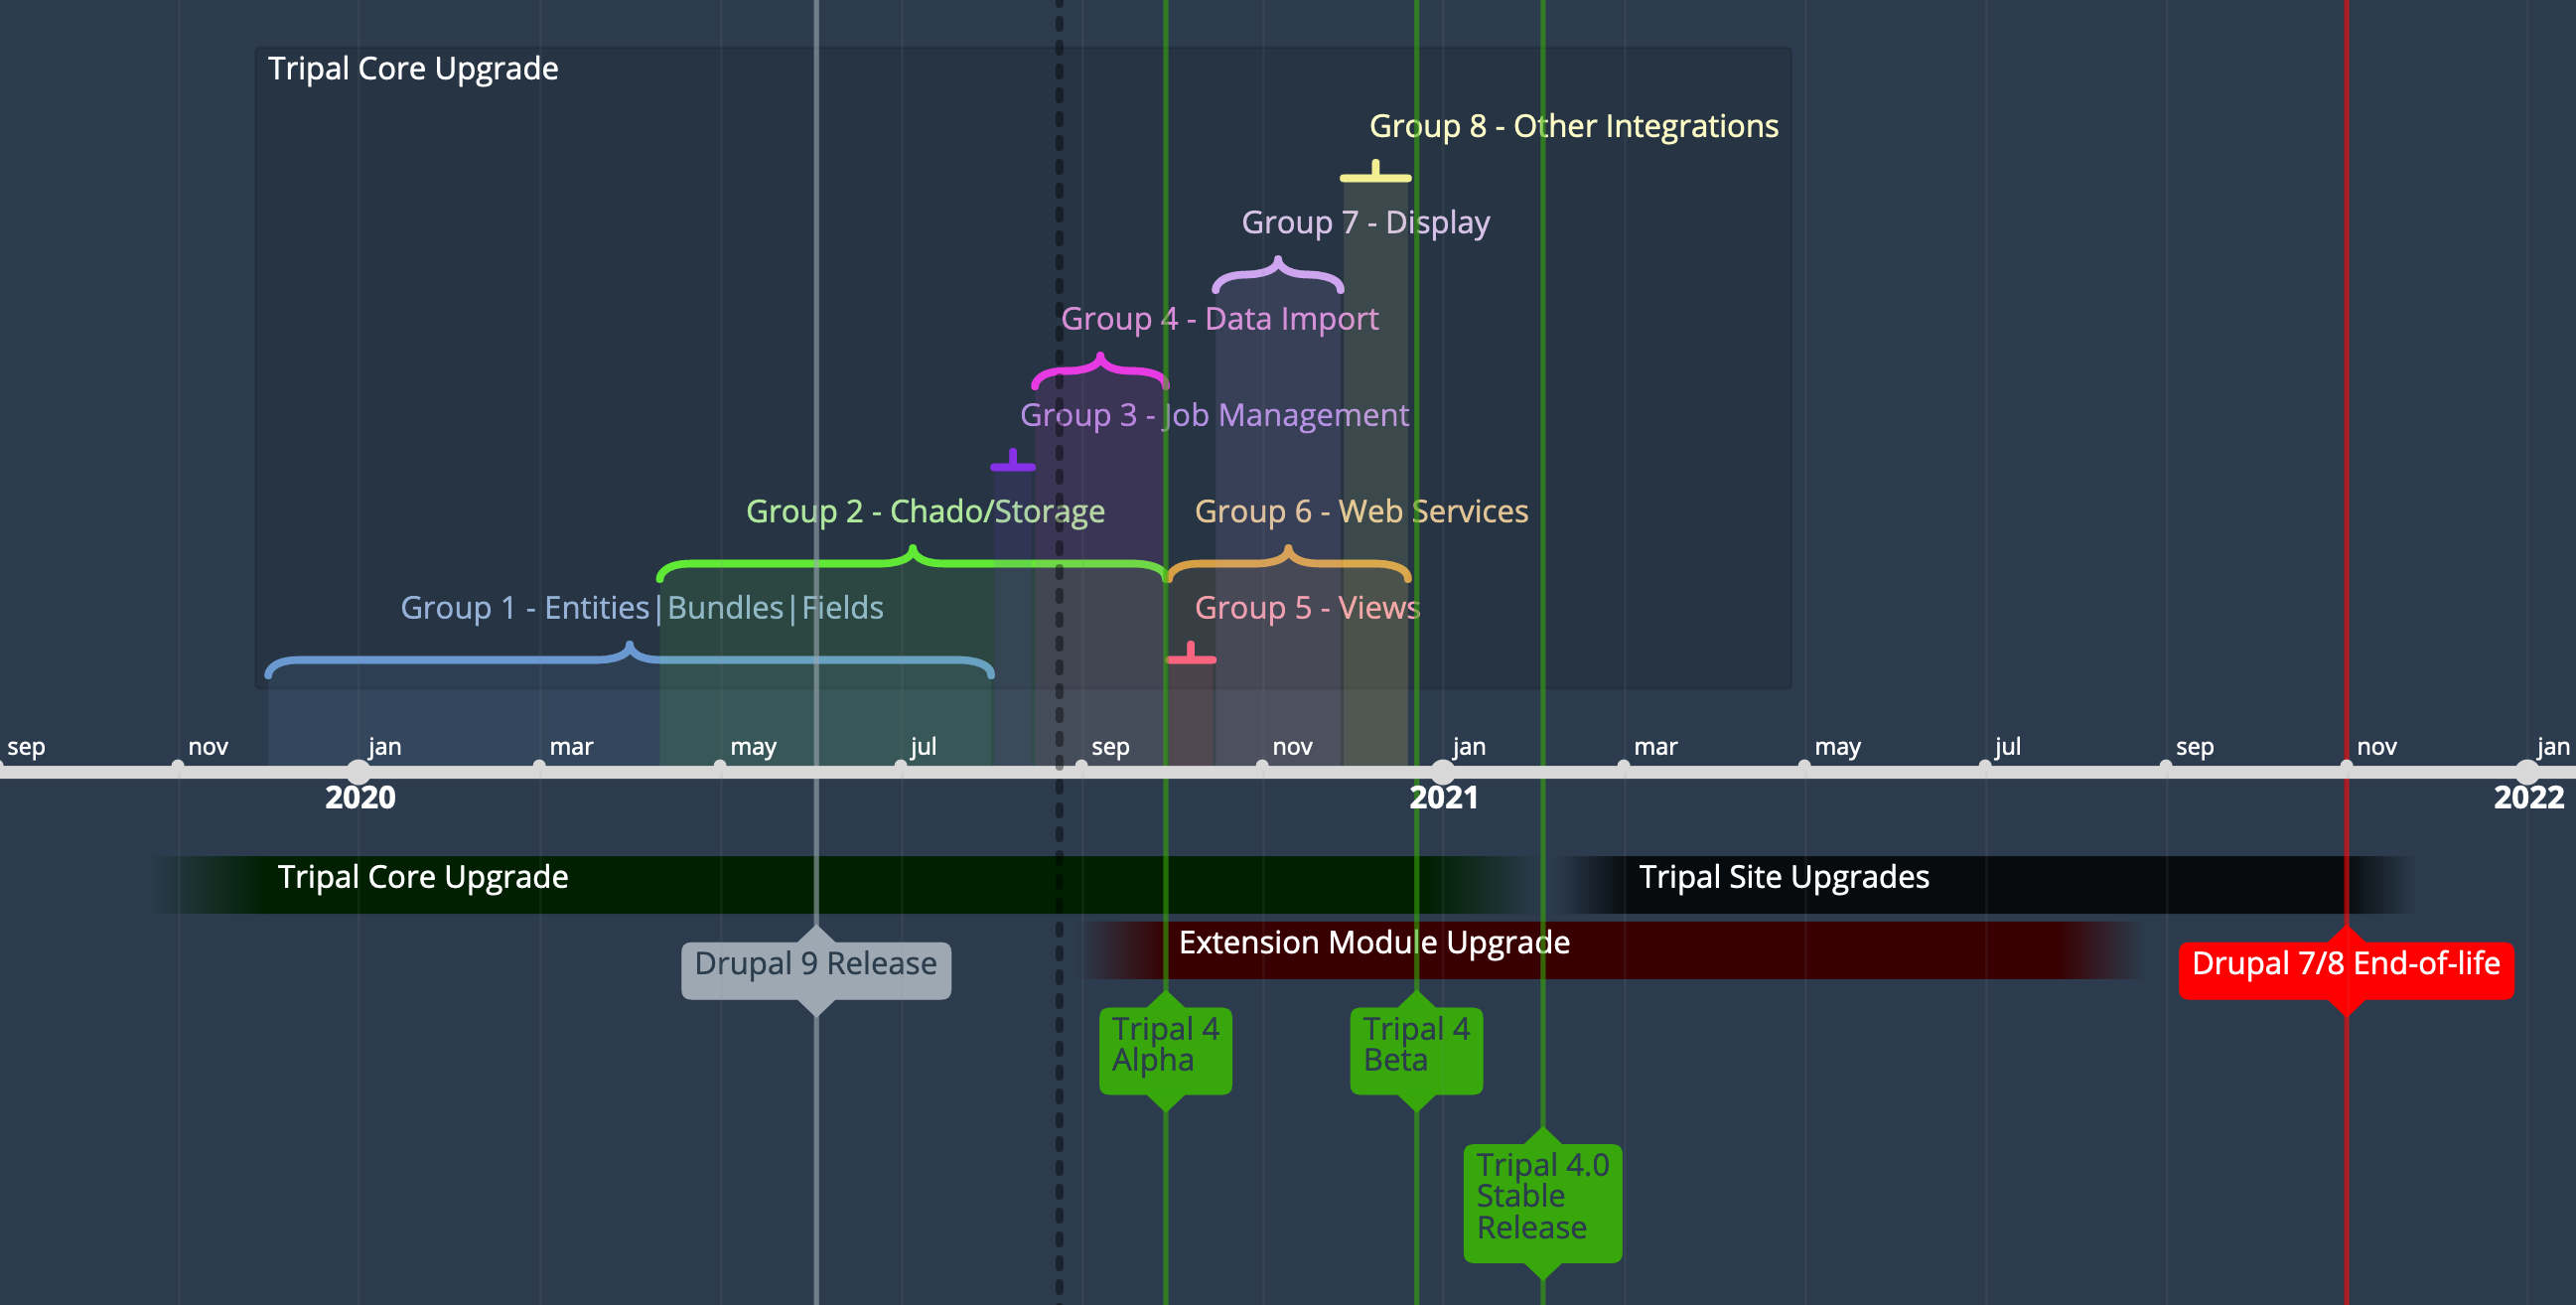 Tripal Core Upgrade
Group 8 - Other Integrations
Group 7 - Display
Group 4 - Data Import
Group 3 - Job Management
Group 2 - Chado/Storage
Group 6 - Web Services
Group 1 - Entities|Bundles|Fields
Group 5 - Views
sep nov jan mar may jul sep nov jan mar may jul sep nov jan
2020 2021 2022
Tripal Core Upgrade
Tripal Site Upgrades
Extension Module Upgrade
Drupal 9 Release
Drupal 7/8 End-of-life
Tripal 4
Alpha
Tripal 4
Beta
Tripal 4.0
Stable
Release